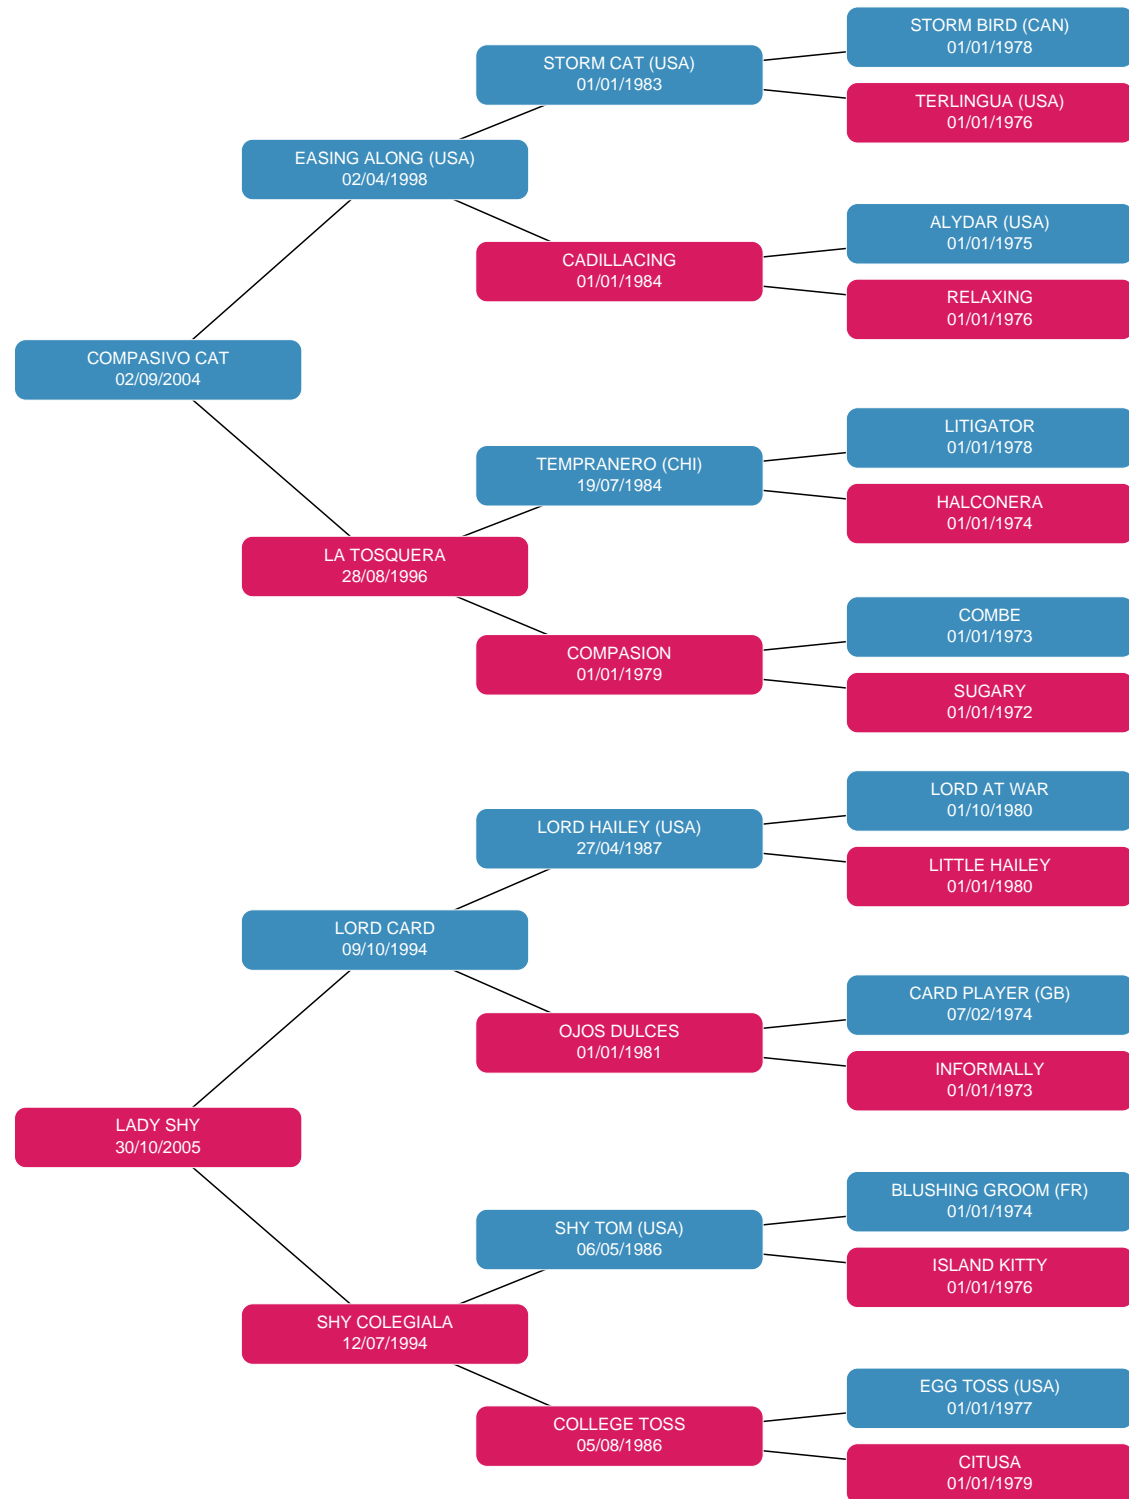 STORM BIRD (CAN)
01/01/1978
STORM CAT (USA)
01/01/1983
TERLINGUA (USA)
01/01/1976
EASING ALONG (USA)
02/04/1998
ALYDAR (USA)
01/01/1975
CADILLACING
01/01/1984
RELAXING
01/01/1976
COMPASIVO CAT
02/09/2004
LITIGATOR
01/01/1978
TEMPRANERO (CHI)
19/07/1984
HALCONERA
01/01/1974
LA TOSQUERA
28/08/1996
COMBE
01/01/1973
COMPASION
01/01/1979
SUGARY
01/01/1972
LORD AT WAR
01/10/1980
LORD HAILEY (USA)
27/04/1987
LITTLE HAILEY
01/01/1980
LORD CARD
09/10/1994
CARD PLAYER (GB)
07/02/1974
OJOS DULCES
01/01/1981
INFORMALLY
01/01/1973
LADY SHY
30/10/2005
BLUSHING GROOM (FR)
01/01/1974
SHY TOM (USA)
06/05/1986
ISLAND KITTY
01/01/1976
SHY COLEGIALA
12/07/1994
EGG TOSS (USA)
01/01/1977
COLLEGE TOSS
05/08/1986
CITUSA
01/01/1979